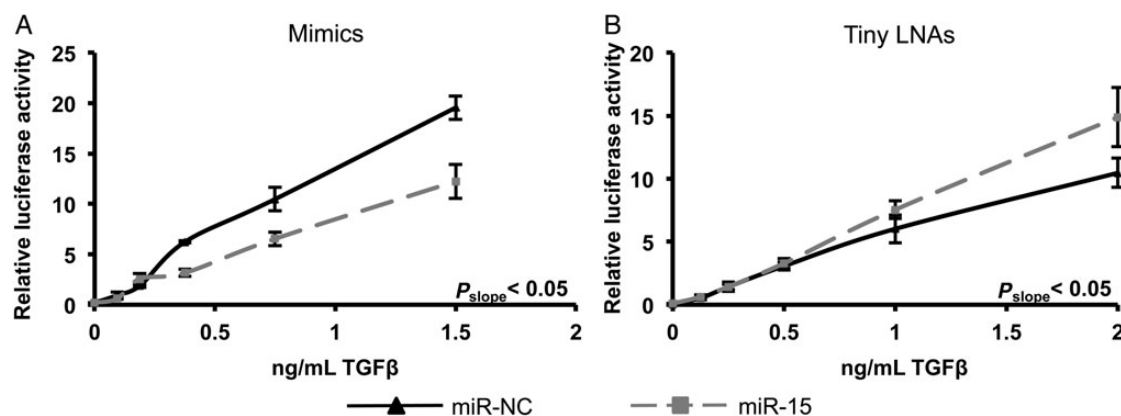 A
Mimics
Relative luciferase activity
25
20
15
10
5
0
0
0.5
1
1.5
2
P slope < 0.05
ng/mL TGFβ
B
Tiny LNAs
Relative luciferase activity
20
15
10
5
0
0
0.5
1
1.5
2
P slope < 0.05
ng/mL TGFβ
miR-NC
miR-15